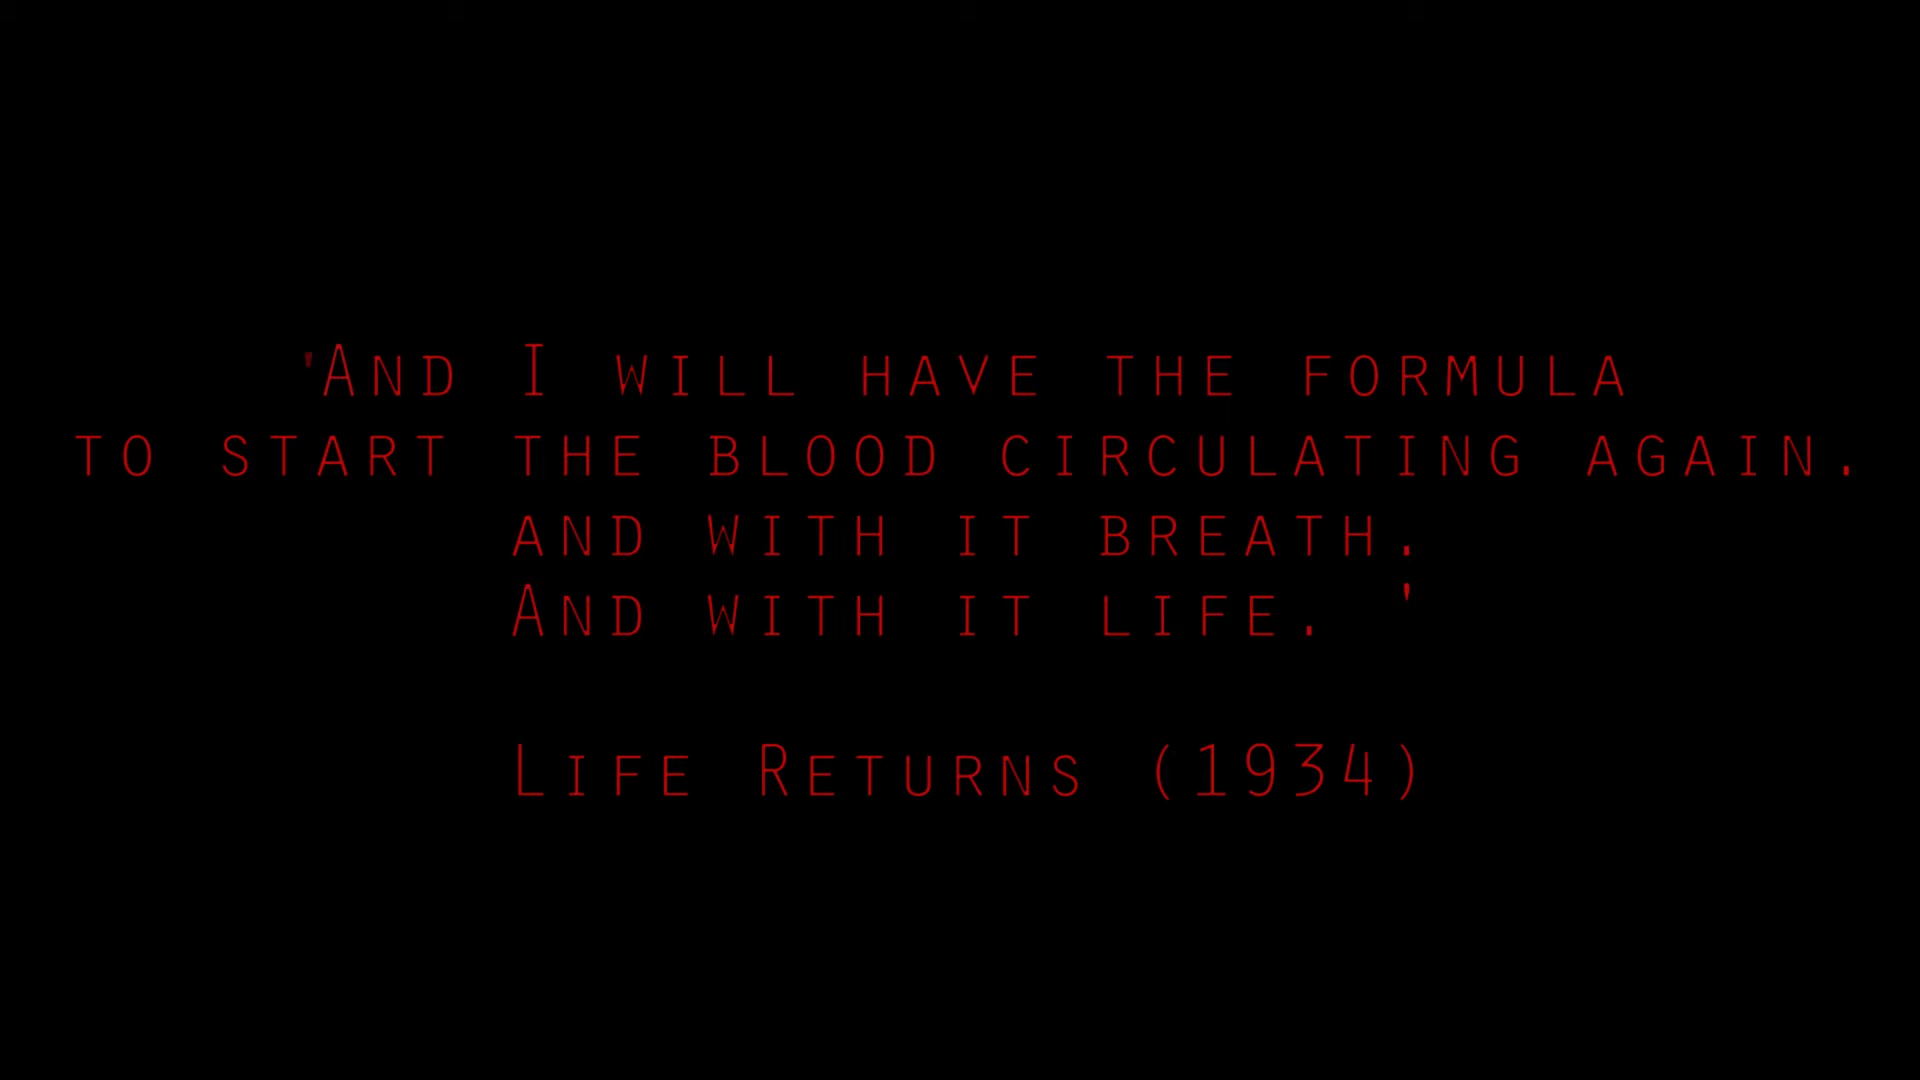 'And I will have the formula
to start the blood circulating again.
and with it breath.
And with it life. '
Life Returns (1934)